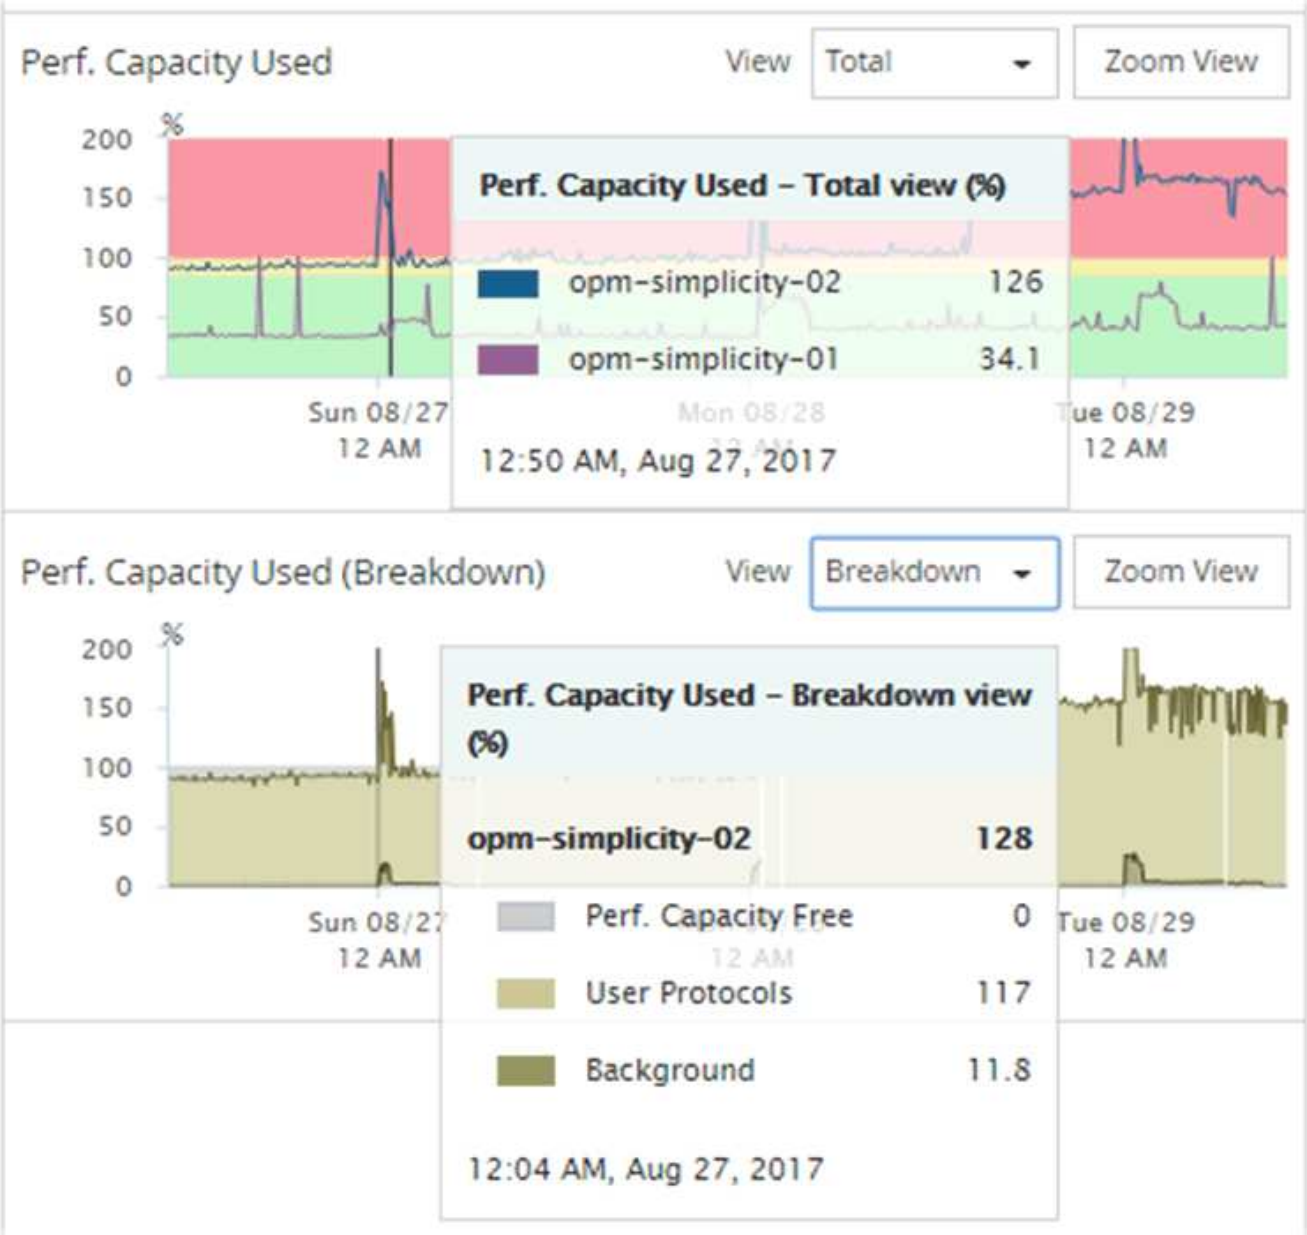 Perf. Capacity Used View Total Zoom View
%
200
150
100
50
0
Perf. Capacity Used - Total view (%)
opm-simplicity-02 126
opm-simplicity-01 34.1
12:50 AM, Aug 27, 2017
Sun 08/27 Mon 08/28 Tue 08/29
12 AM 12 AM 12 AM
Perf. Capacity Used (Breakdown) View Breakdown Zoom View
%
200
150
100
50
0
Perf. Capacity Used - Breakdown view
(%)
opm-simplicity-02 128
Perf. Capacity Free 0
User Protocols 117
Background 11.8
12:04 AM, Aug 27, 2017
Sun 08/27 Tue 08/29
12 AM 12 AM 12 AM